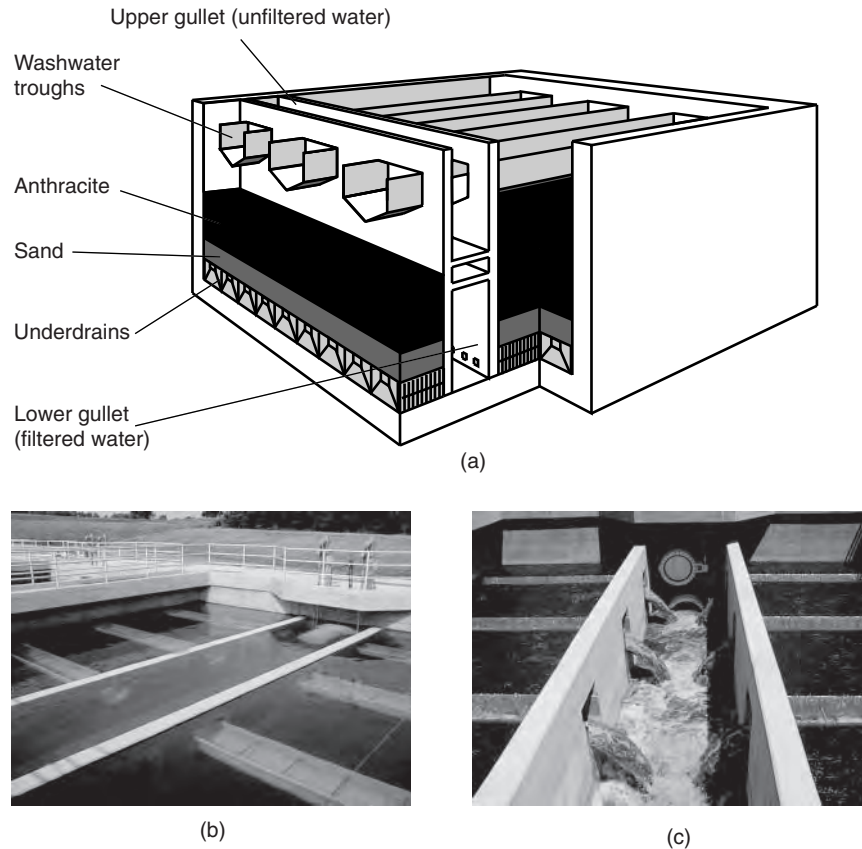 Upper gullet (unfiltered water)
Washwater
troughs
Anthracite
Sand
Underdrains
Lower gullet
(filtered water)
(a)
(b)
(c)